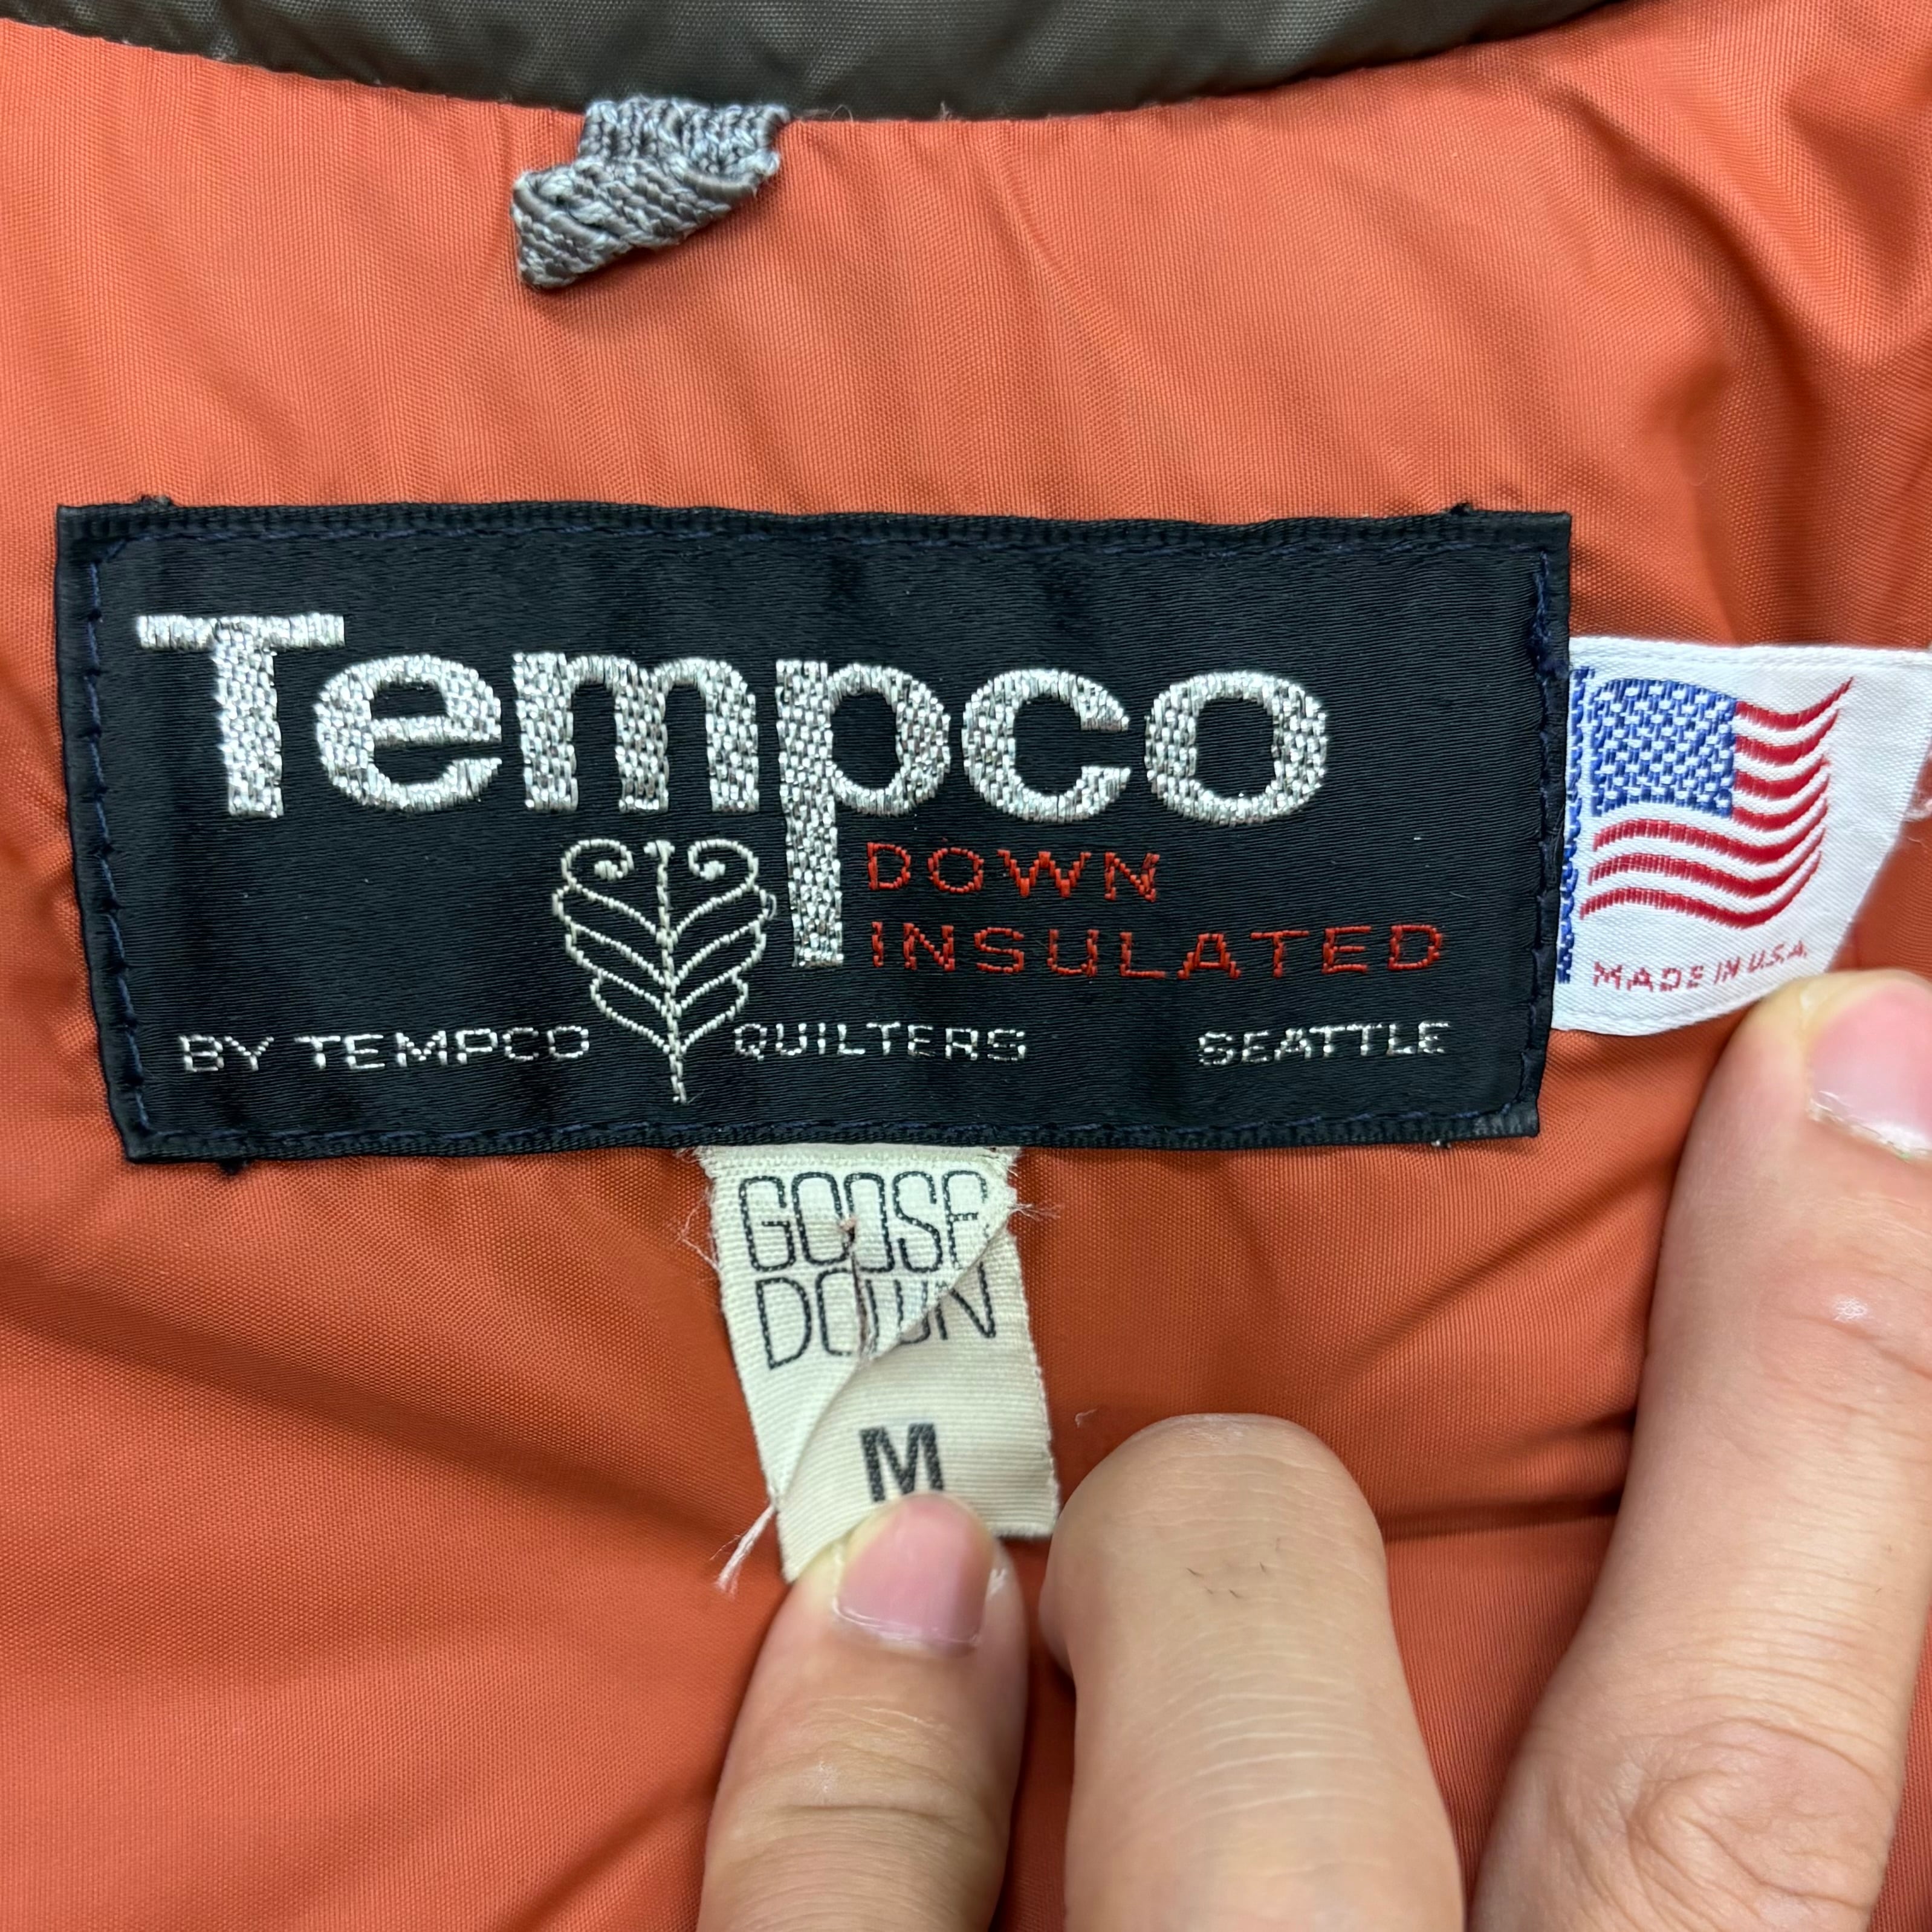 Tempco
DOWN
INSULATED
BY TEMPCO QUILTERS SEATTLE
MADE IN U.S.A.
GOOSE
DOWN
M